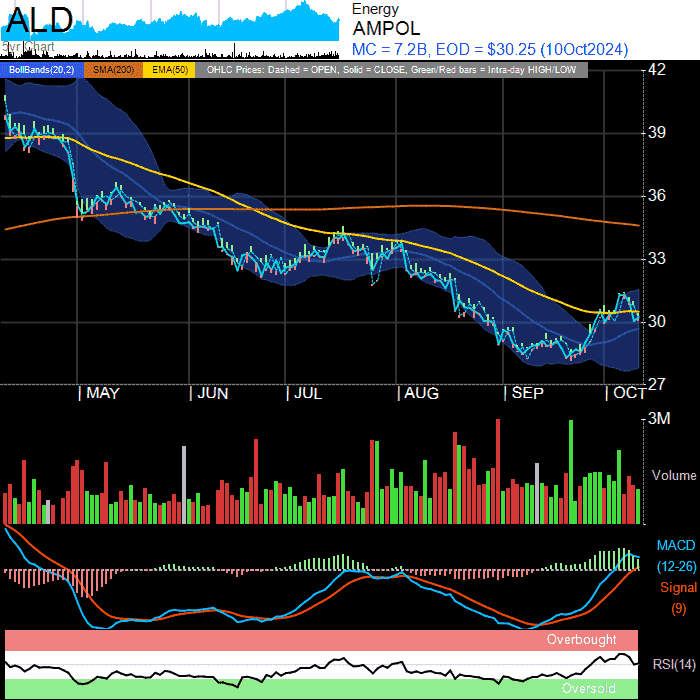 ALD
5yr Chart
Energy
AMPOL
MC = 7.2B, EOD = $30.25 (10Oct2024)
BollBands(20,2) SMA(200) EMA(50) OHLC Prices: Dashed = OPEN, Solid = CLOSE, Green/Red bars = Intra-day HIGH/LOW
42
39
36
33
30
27
MAY JUN JUL AUG SEP OCT
3M
Volume
MACD
(12-26)
Signal
(9)
Overbought
RSI(14)
Oversold